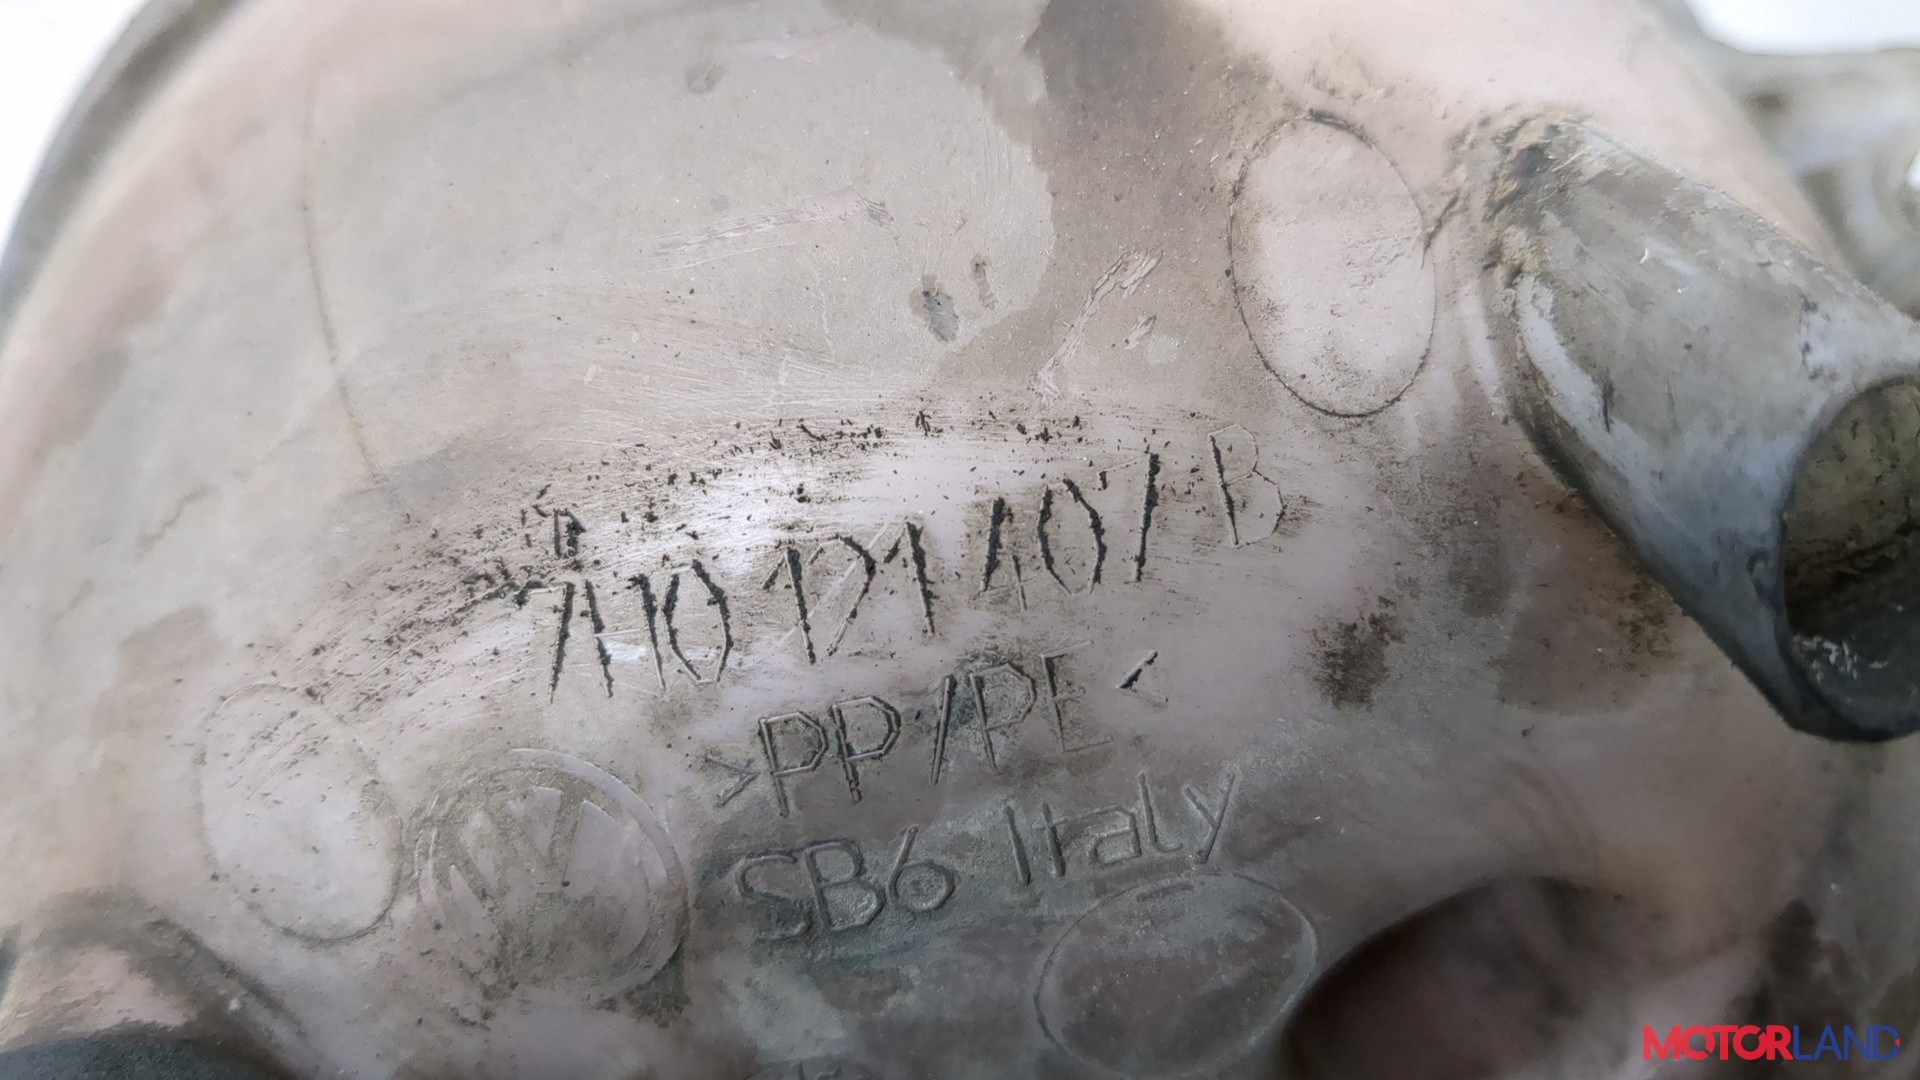 7H0 121 407 B
>PP/PE<
SB6 Italy
MOTORLAND